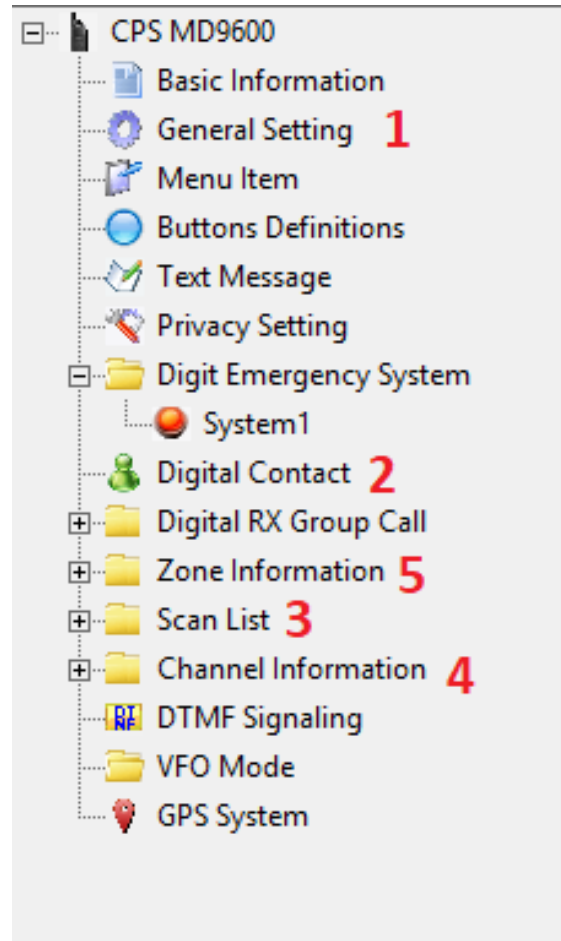 CPS MD9600
Basic Information
General Setting 1
Menu Item
Buttons Definitions
Text Message
Privacy Setting
Digit Emergency System
System1
Digital Contact 2
Digital RX Group Call
Zone Information 5
Scan List 3
Channel Information 4
DTMF Signaling
VFO Mode
GPS System